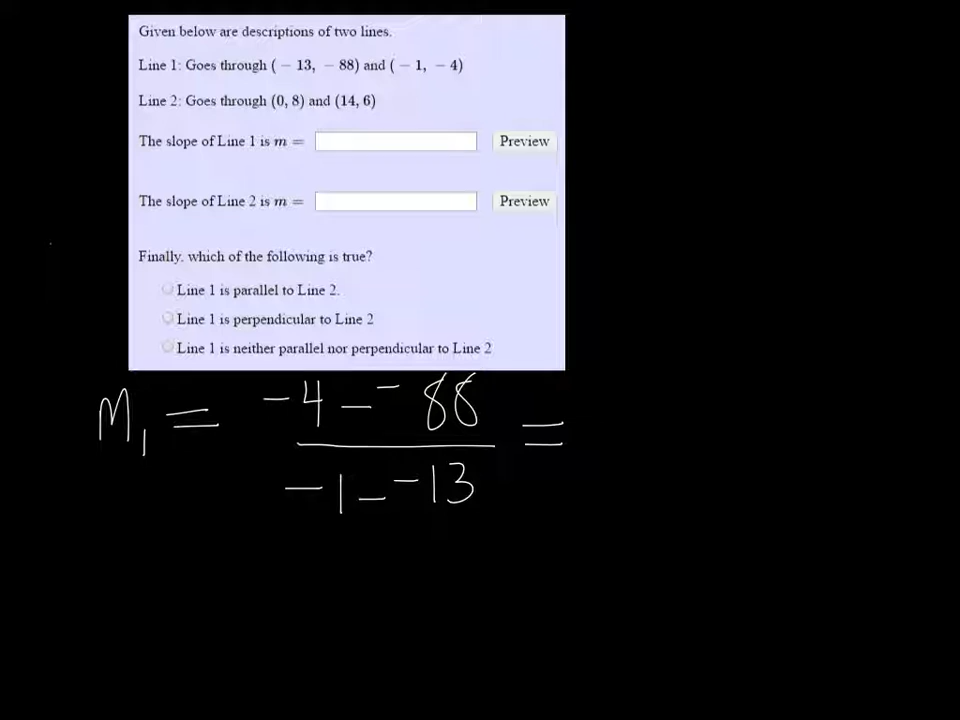 Given below are descriptions of two lines.
Line 1: Goes through (− 13, − 88) and (− 1, − 4)
Line 2: Goes through (0, 8) and (14, 6)
The slope of Line 1 is m =
Preview
The slope of Line 2 is m =
Preview
Finally, which of the following is true?
Line 1 is parallel to Line 2.
Line 1 is perpendicular to Line 2
Line 1 is neither parallel nor perpendicular to Line 2
M₁ = -4 - -88 =
-1 - -13